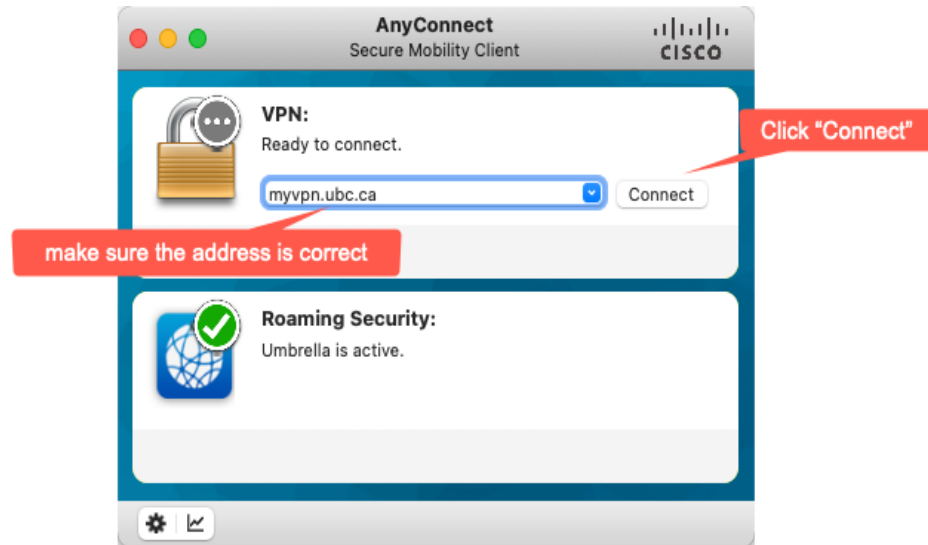 AnyConnect
Secure Mobility Client
CISCO
VPN:
Ready to connect.
Click “Connect”
myvpn.ubc.ca
Connect
make sure the address is correct
Roaming Security:
Umbrella is active.